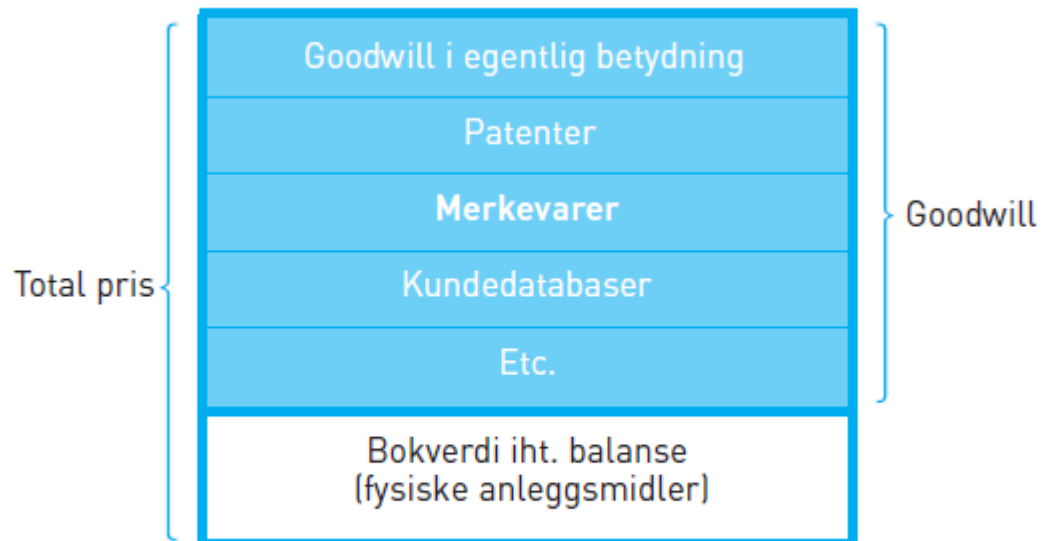 Goodwill i egentlig betydning
Patenter
Merkevarer
Goodwill
Total pris
Kundedatabaser
Etc.
Bokverdi iht. balanse
(fysiske anleggsmidler)